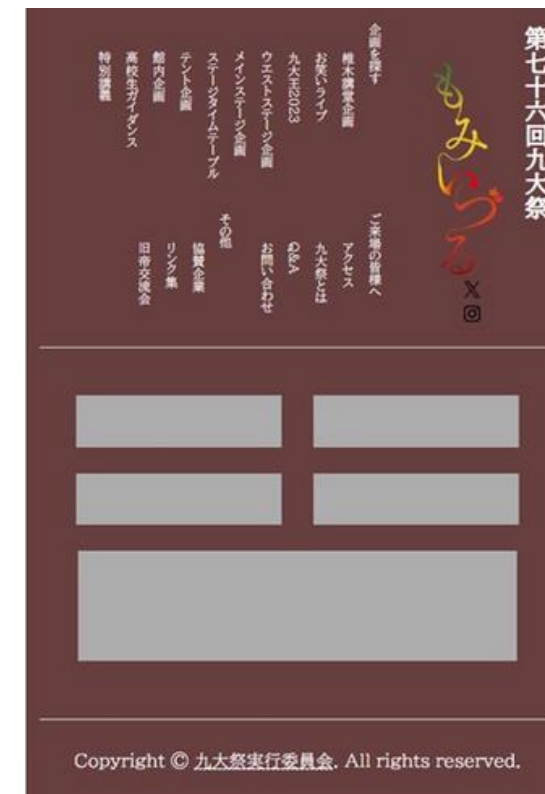 第七十六回九大祭
もみいづる
企画を探す
椎木講堂企画
お笑いライブ
九大王2023
ウエストステージ企画
メインステージ企画
ステージタイムテーブル
テント企画
館内企画
高校生ガイダンス
特別講義
ご来場の皆様へ
アクセス
九大祭とは
Q&A
お問い合わせ
その他
協賛企業
リンク集
旧帝交流会
Copyright © 九大祭実行委員会. All rights reserved.